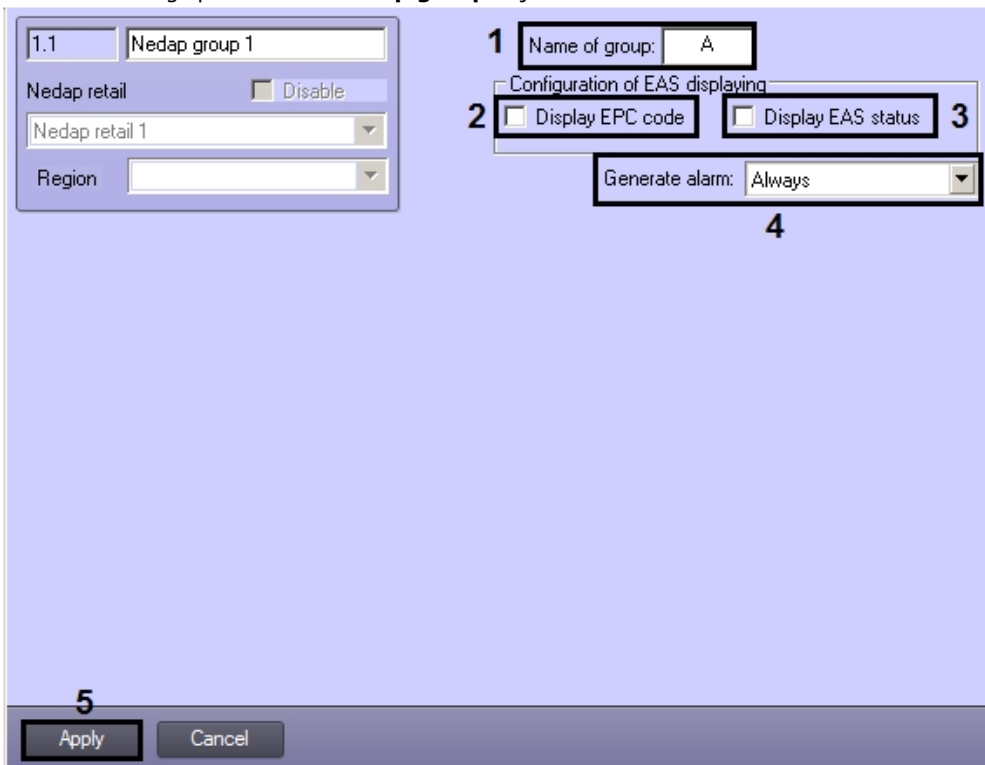 1.1 Nedap group 1
Nedap retail Disable
Nedap retail 1
Region
1 Name of group: A
Configuration of EAS displaying
2 Display EPC code Display EAS status 3
Generate alarm: Always
4
5
Apply Cancel